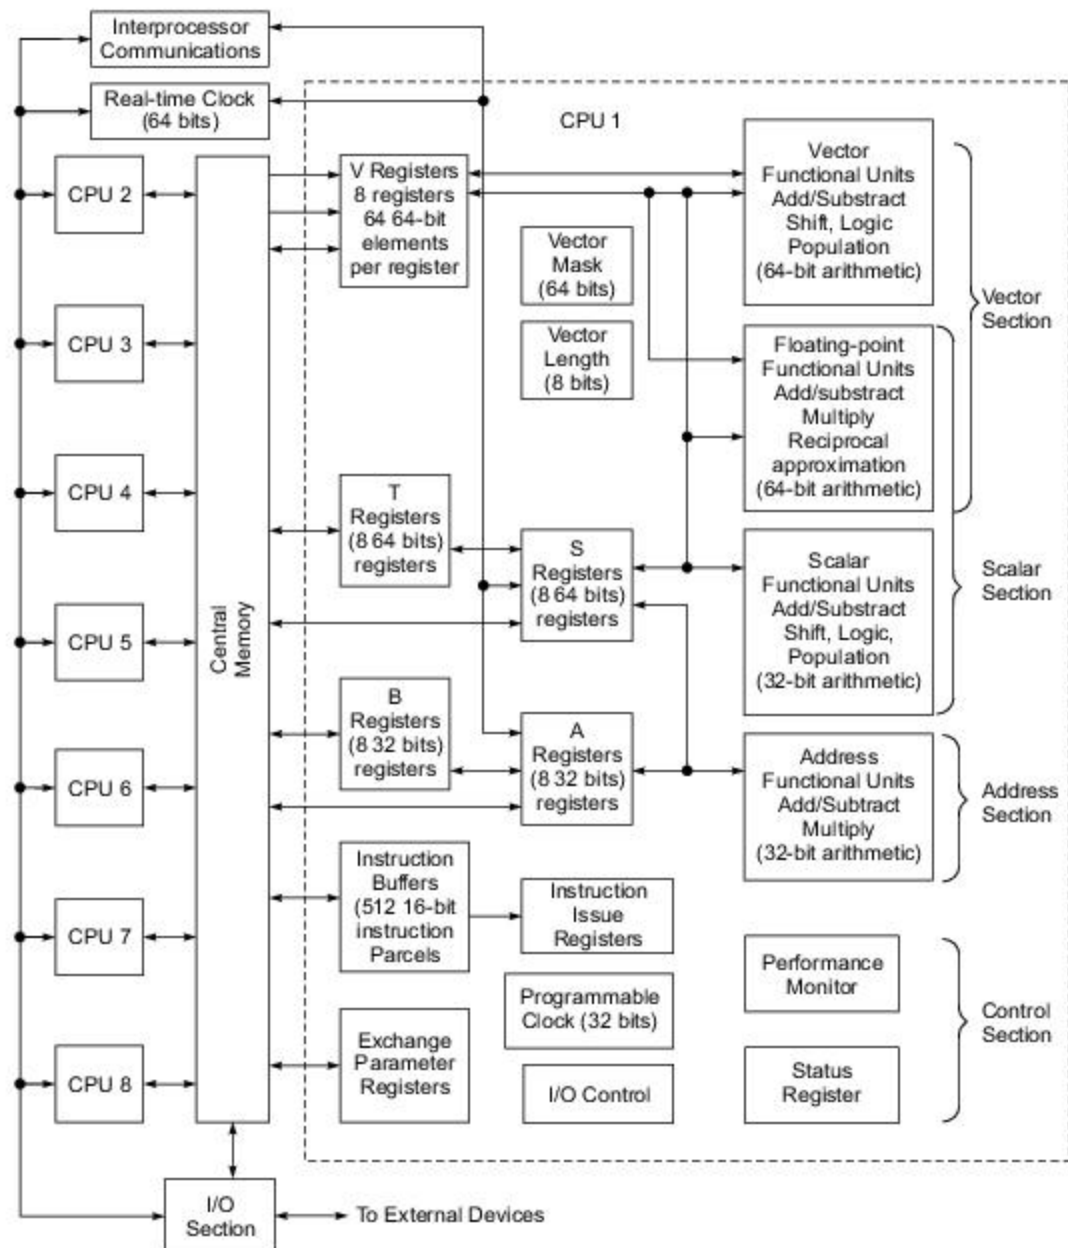 Interprocessor
Communications
Real-time Clock
(64 bits)
CPU 1
CPU 2
CPU 3
CPU 4
CPU 5
CPU 6
CPU 7
CPU 8
Central
Memory
V Registers
8 registers
64 64-bit
elements
per register
Vector
Mask
(64 bits)
Vector
Length
(8 bits)
Vector
Functional Units
Add/Substract
Shift, Logic
Population
(64-bit arithmetic)
Vector
Section
Floating-point
Functional Units
Add/substract
Multiply
Reciprocal
approximation
(64-bit arithmetic)
T
Registers
(8 64 bits)
registers
S
Registers
(8 64 bits)
registers
Scalar
Functional Units
Add/Substract
Shift, Logic,
Population
(32-bit arithmetic)
Scalar
Section
B
Registers
(8 32 bits)
registers
A
Registers
(8 32 bits)
registers
Address
Functional Units
Add/Subtract
Multiply
(32-bit arithmetic)
Address
Section
Instruction
Buffers
(512 16-bit
instruction
Parcels
Instruction
Issue
Registers
Performance
Monitor
Programmable
Clock (32 bits)
Control
Section
Exchange
Parameter
Registers
I/O Control
Status
Register
I/O
Section
To External Devices